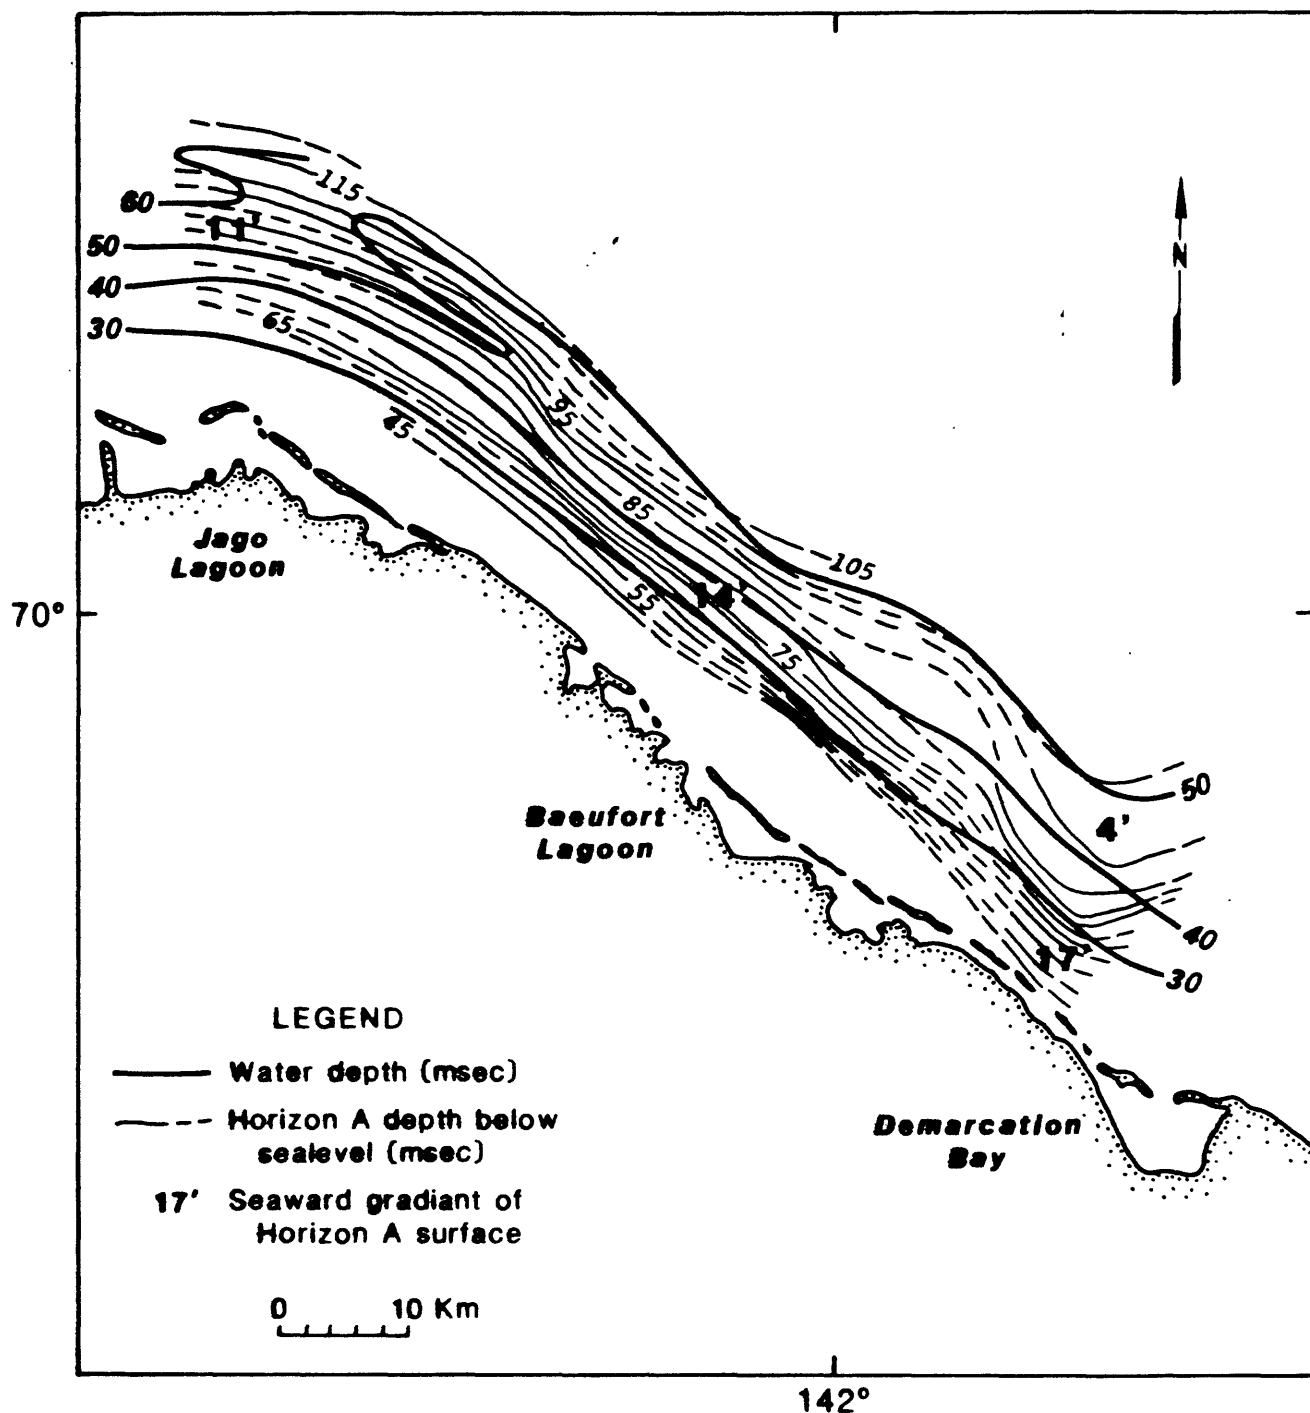 115
60
11'
50
40
65
30
N
95
45
85
Jago
Lagoon
105
55
14'
70°
75
50
Baeufort
Lagoon
4'
40
17'
30
LEGEND
Water depth (msec)
Horizon A depth below
sealevel (msec)
Demarcation
Bay
17' Seaward gradiant of
Horizon A surface
0 10 Km
142°